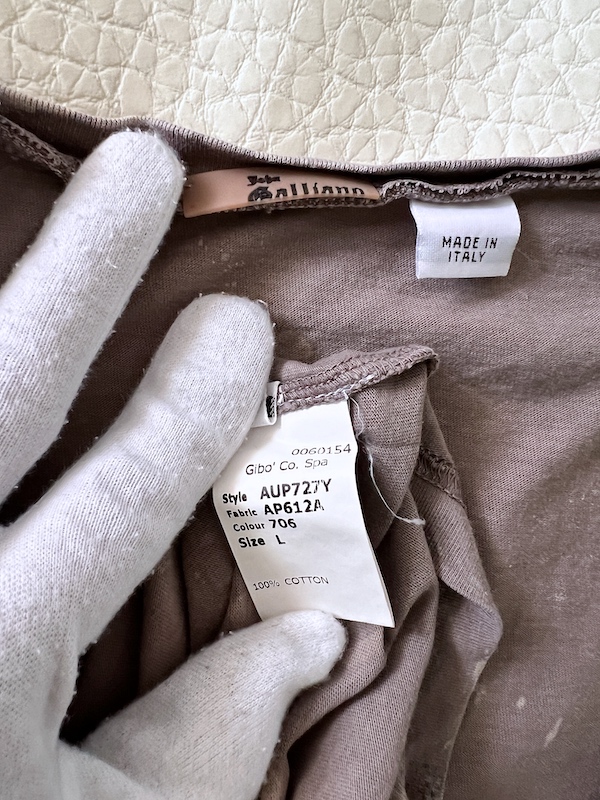 John
Galliano
MADE IN
ITALY
0060154
Gibo' Co. Spa
Style AUP727Y
Fabric AP612A
Colour 706
Size L
100% COTTON